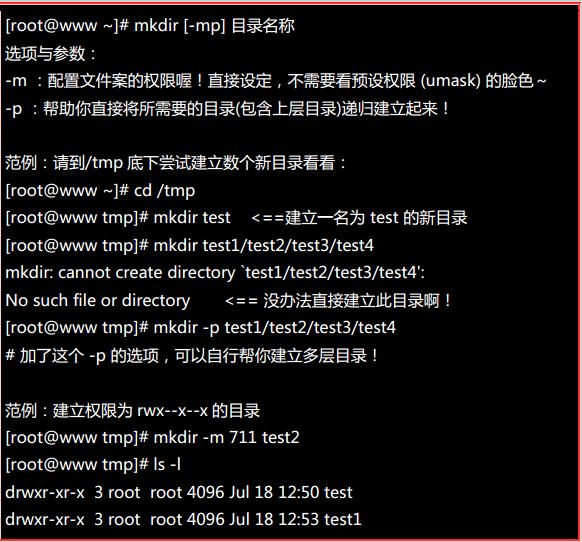 [root@www ~]# mkdir [-mp] 目录名称
选项与参数：
-m ：配置文件案的权限喔！直接设定，不需要看预设权限 (umask) 的脸色～
-p ：帮助你直接将所需要的目录(包含上层目录)递归建立起来！
范例：请到/tmp 底下尝试建立数个新目录看看：
[root@www ~]# cd /tmp
[root@www tmp]# mkdir test <==建立一名为 test 的新目录
[root@www tmp]# mkdir test1/test2/test3/test4
mkdir: cannot create directory `test1/test2/test3/test4':
No such file or directory <== 没办法直接建立此目录啊！
[root@www tmp]# mkdir -p test1/test2/test3/test4
# 加了这个 -p 的选项，可以自行帮你建立多层目录！
范例：建立权限为 rwx--x--x 的目录
[root@www tmp]# mkdir -m 711 test2
[root@www tmp]# ls -l
drwxr-xr-x 3 root root 4096 Jul 18 12:50 test
drwxr-xr-x 3 root root 4096 Jul 18 12:53 test1